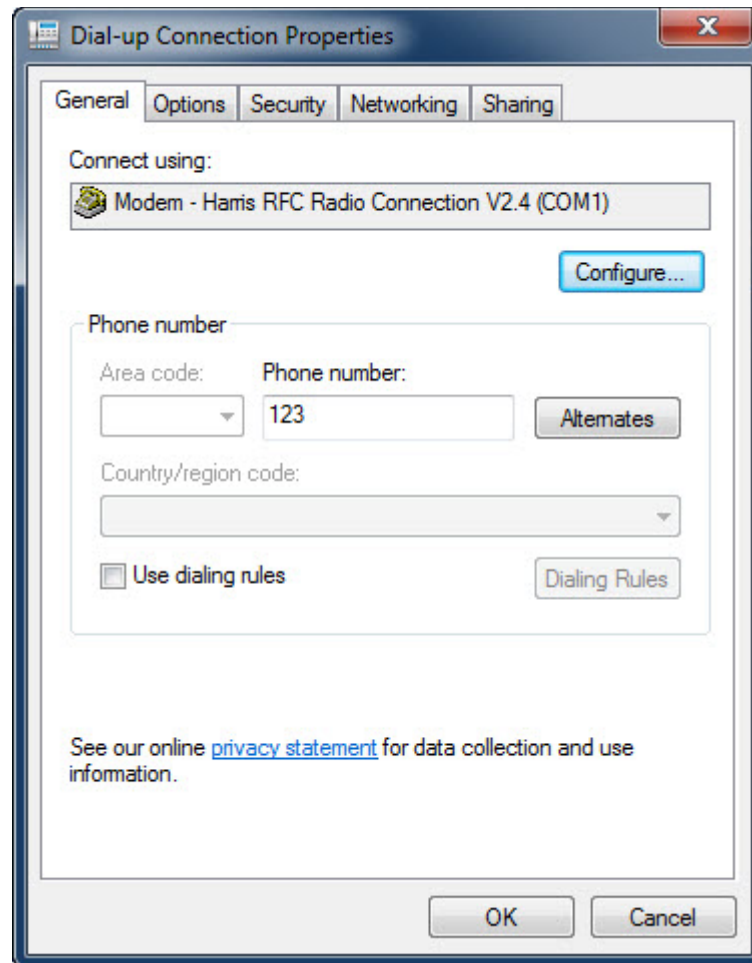 Dial-up Connection Properties
General Options Security Networking Sharing
Connect using:
Modem - Harris RFC Radio Connection V2.4 (COM1)
Configure...
Phone number
Area code: Phone number:
123 Alternates
Country/region code:
Use dialing rules Dialing Rules
See our online privacy statement for data collection and use
information.
OK Cancel